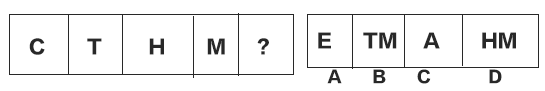 C T H M ? E TM A HM
A B C D